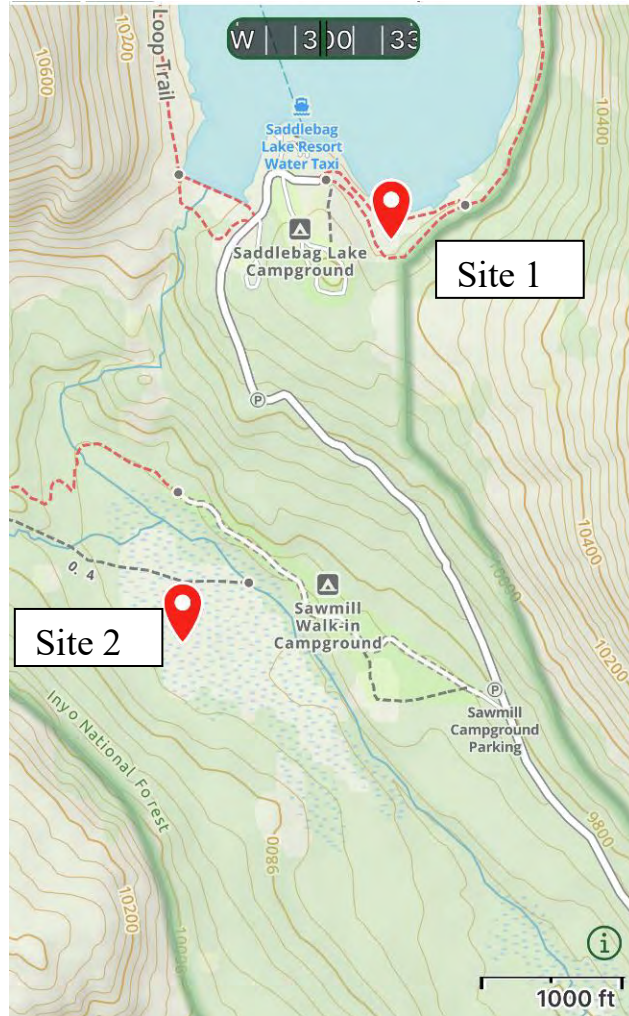 W | 300 | 33
10200
10600
Loop Trail
10400
Saddlebag
Lake Resort
Water Taxi
Saddlebag Lake
Campground
Site 1
P
10400
10000
0.4
Site 2
Sawmill
Walk-in
Campground
10200
P
Sawmill
Campground
Parking
Inyo National Forest
9800
9800
10200
10000
i
1000 ft